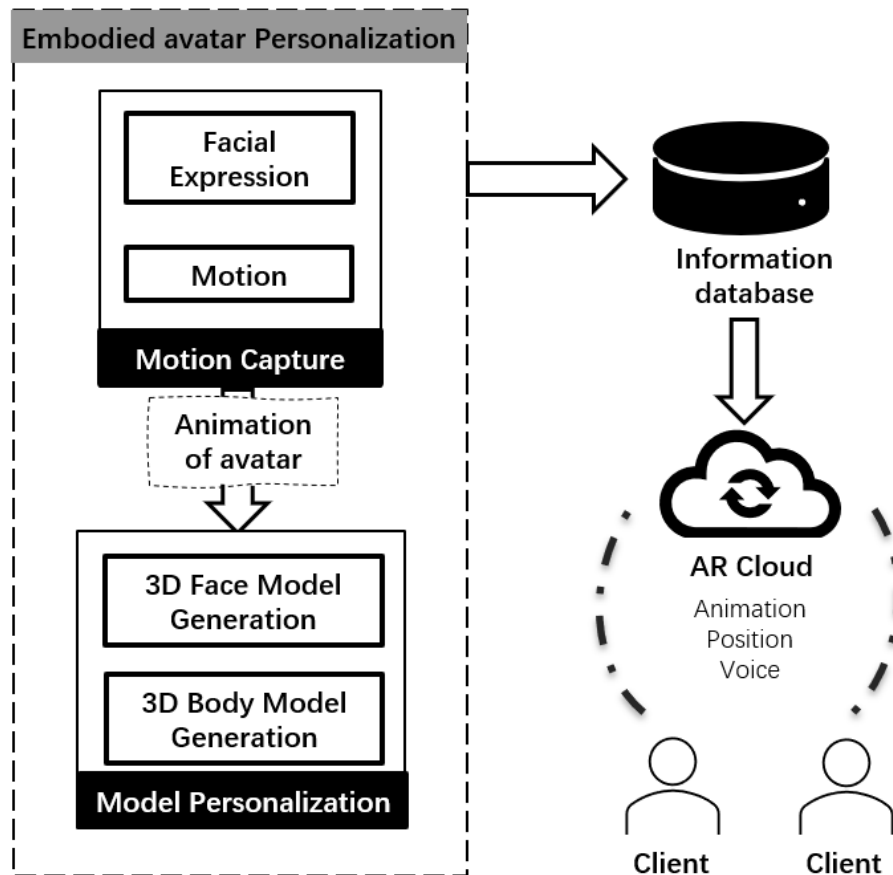 Embodied avatar Personalization
Facial
Expression
Motion
Motion Capture
Animation
of avatar
3D Face Model
Generation
3D Body Model
Generation
Model Personalization
Information
database
AR Cloud
Animation
Position
Voice
Client
Client